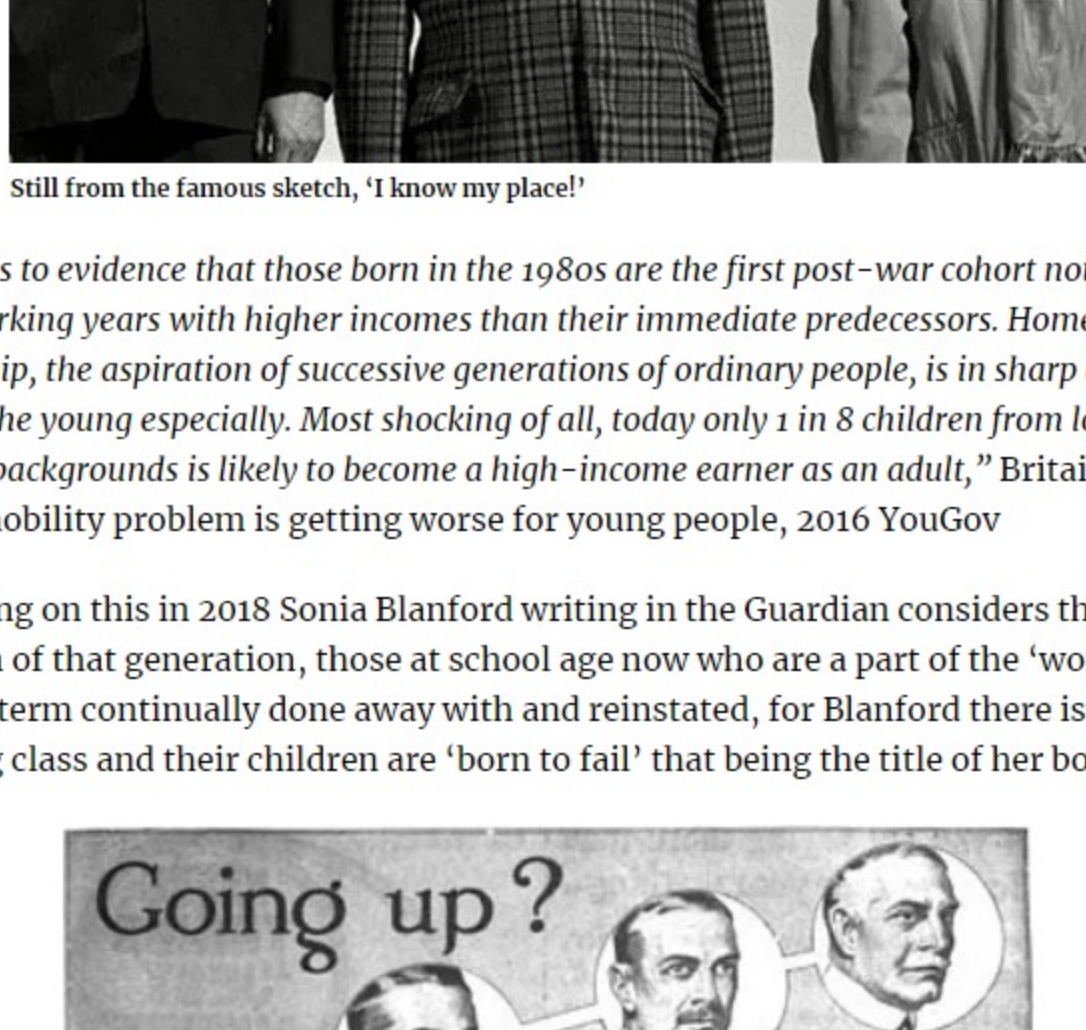 Still from the famous sketch, ‘I know my place!’
s to evidence that those born in the 1980s are the first post-war cohort not
rking years with higher incomes than their immediate predecessors. Home
ip, the aspiration of successive generations of ordinary people, is in sharp
he young especially. Most shocking of all, today only 1 in 8 children from lo
backgrounds is likely to become a high-income earner as an adult,” Britai
nobility problem is getting worse for young people, 2016 YouGov
ng on this in 2018 Sonia Blanford writing in the Guardian considers th
of that generation, those at school age now who are a part of the ‘wo
term continually done away with and reinstated, for Blanford there is
g class and their children are ‘born to fail’ that being the title of her bo
Going up?